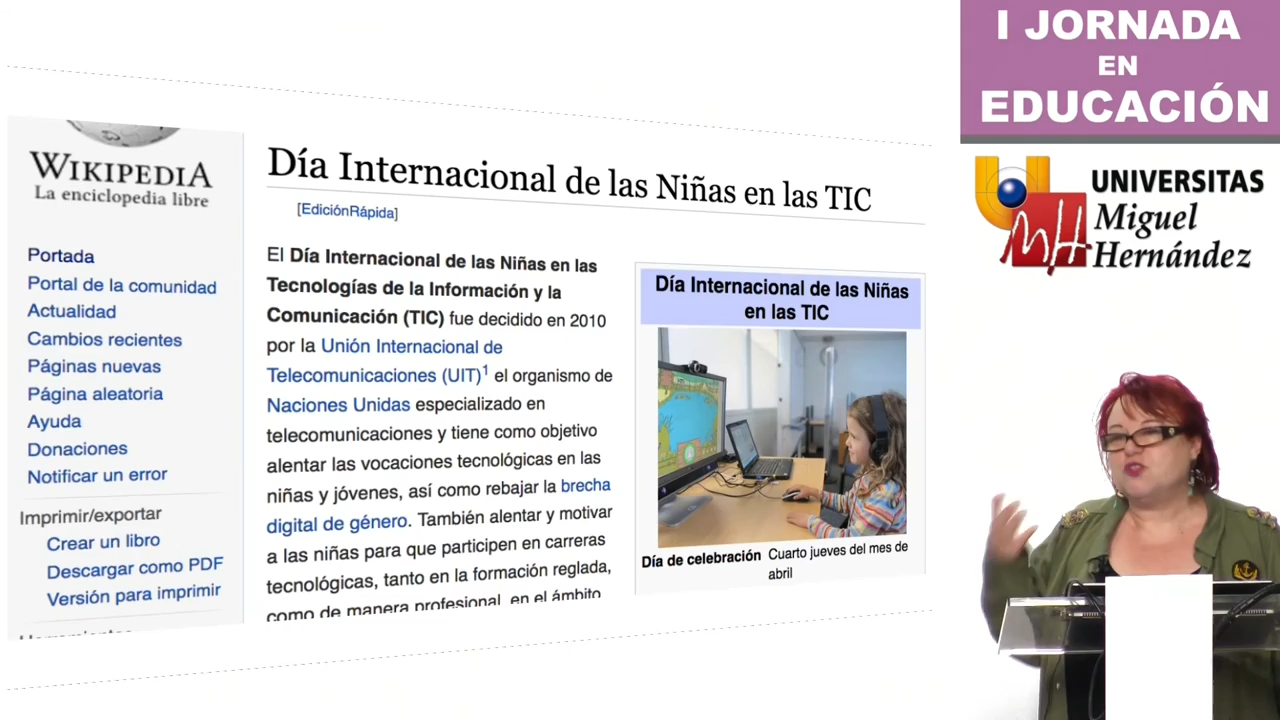 I JORNADA
EN
EDUCACIÓN
UNIVERSITAS
Miguel
Hernández
WIKIPEDIA
La enciclopedia libre
Portada
Portal de la comunidad
Actualidad
Cambios recientes
Páginas nuevas
Página aleatoria
Ayuda
Donaciones
Notificar un error
Imprimir/exportar
Crear un libro
Descargar como PDF
Versión para imprimir
Día Internacional de las Niñas en las TIC
[EdiciónRápida]
El Día Internacional de las Niñas en las
Tecnologías de la Información y la
Comunicación (TIC) fue decidido en 2010
por la Unión Internacional de
Telecomunicaciones (UIT)1 el organismo de
Naciones Unidas especializado en
telecomunicaciones y tiene como objetivo
alentar las vocaciones tecnológicas en las
niñas y jóvenes, así como rebajar la brecha
digital de género. También alentar y motivar
a las niñas para que participen en carreras
tecnológicas, tanto en la formación reglada,
como de manera profesional, en el ámbito
Día Internacional de las Niñas
en las TIC
Día de celebración Cuarto jueves del mes de
abril